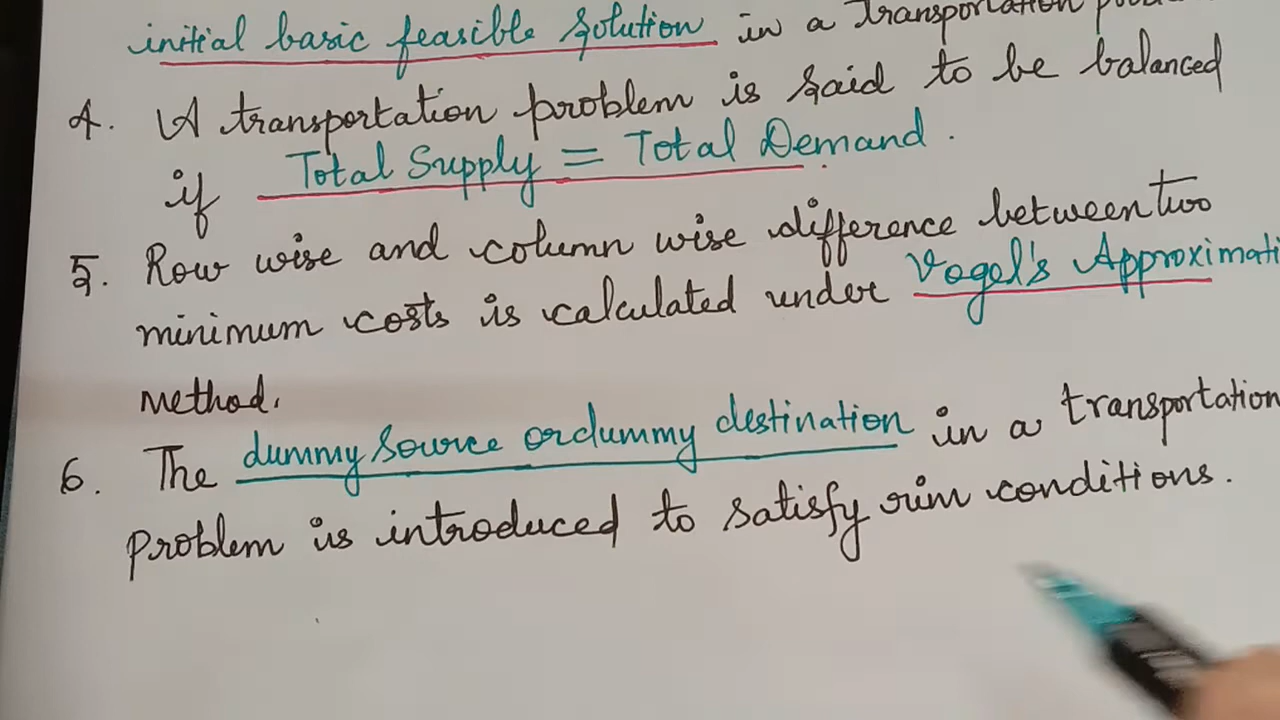 initial basic feasible solution in a transportation
4. A transportation problem is said to be balanced
if Total Supply = Total Demand.
5. Row wise and column wise difference between two
minimum costs is calculated under Vogel's Approximati
method.
6. The dummy source or dummy destination in a transportation
problem is introduced to satisfy rim conditions.